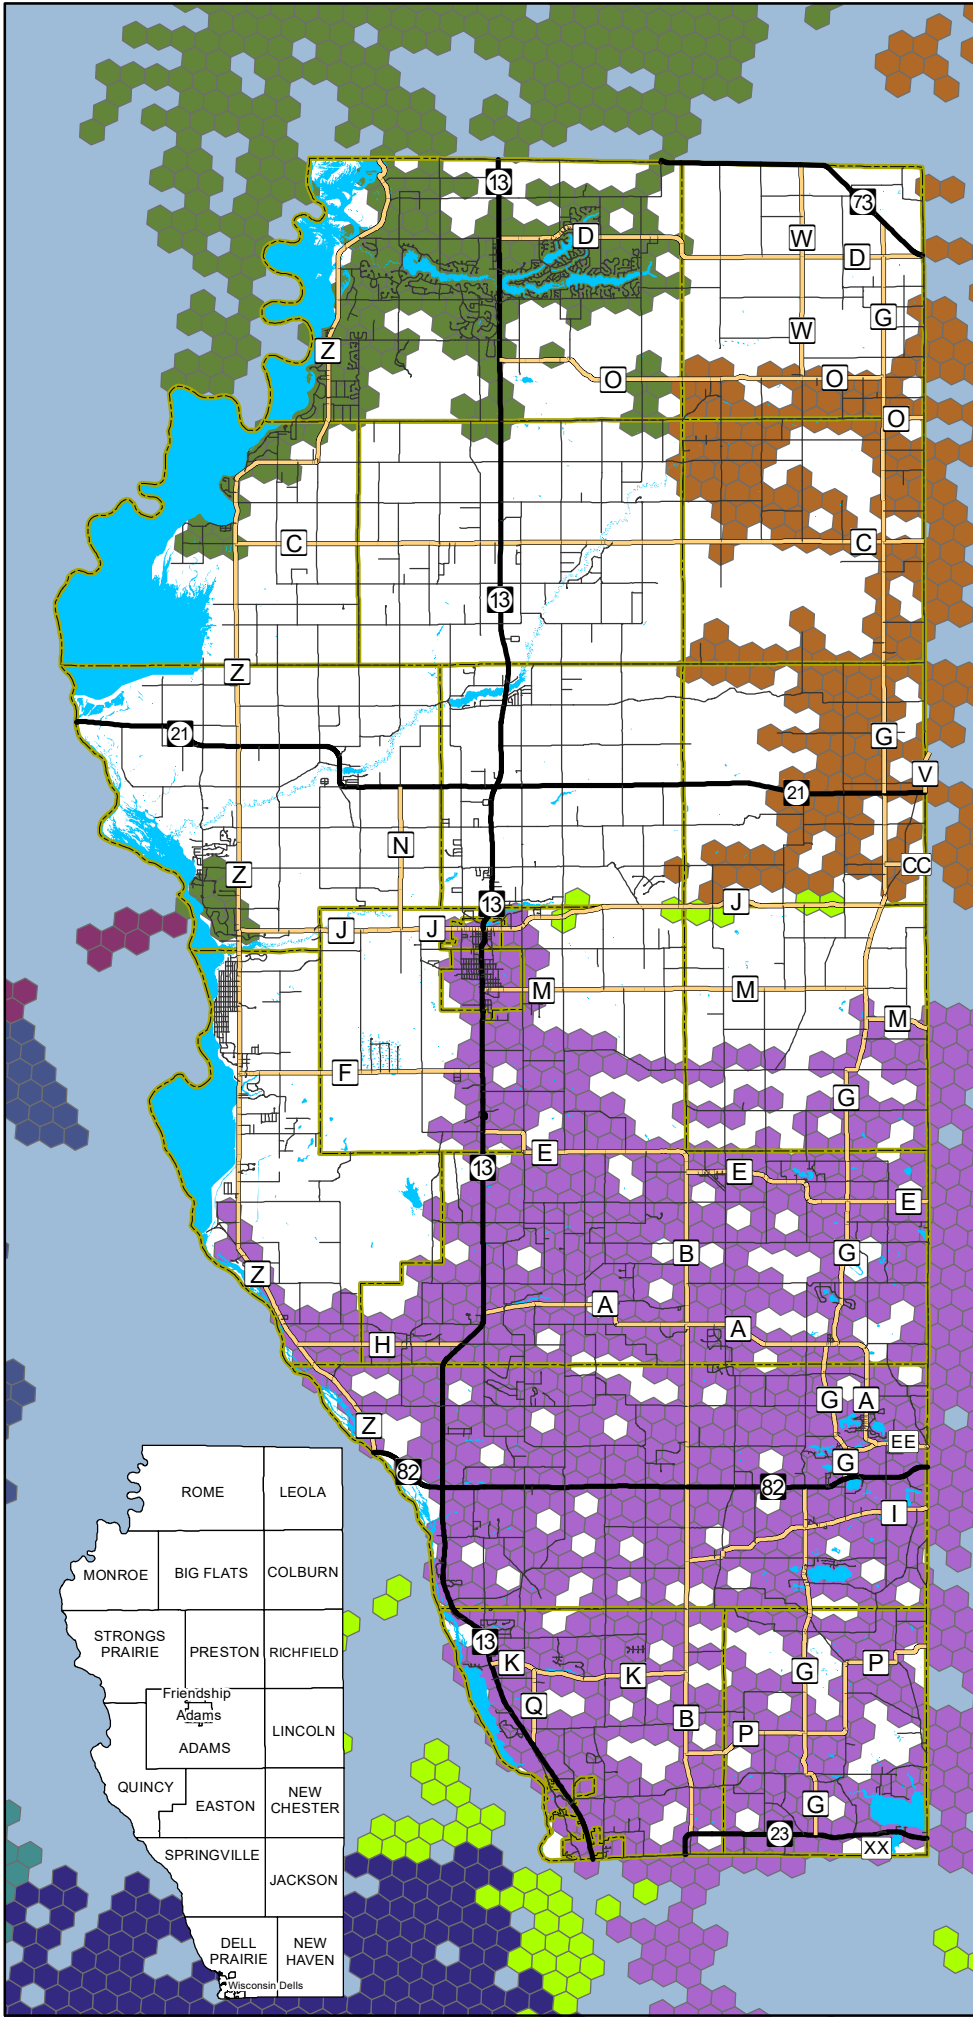 13
73
W
D
D
G
Z
W
O
O
O
C
C
13
Z
21
G
V
21
N
CC
Z
13
J
J
J
M
M
M
F
G
E
13
E
E
B
G
Z
A
A
H
G
A
Z
EE
G
82
82
I
13
K
K
G
P
Q
B
P
G
23
XX
ROME
LEOLA
MONROE
BIG FLATS
COLBURN
STRONGS
PRAIRIE
PRESTON
RICHFIELD
Friendship
Adams
LINCOLN
ADAMS
QUINCY
EASTON
NEW
CHESTER
SPRINGVILLE
JACKSON
DELL
PRAIRIE
NEW
HAVEN
Wisconsin Dells